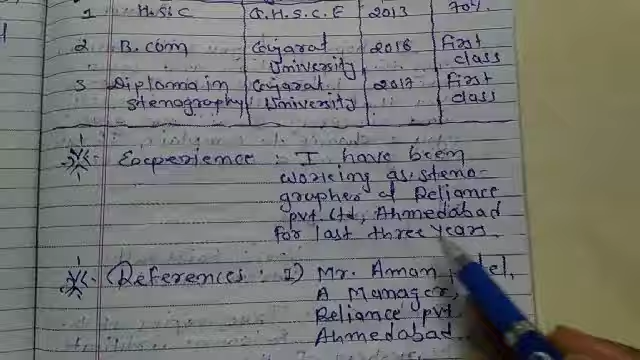 1 H.S.C G.H.S.C.E 2013 70%
2 B.com Gujarat University 2016 First class
3 Diploma in stenography Gujarat University 2017 First class
Experience : I have been
working as steno-
grapher of Reliance
pvt. Ltd, Ahmedabad
for last three years
References : 1) Mr. Aman
A Manager,
Reliance pvt
Ahmedabad